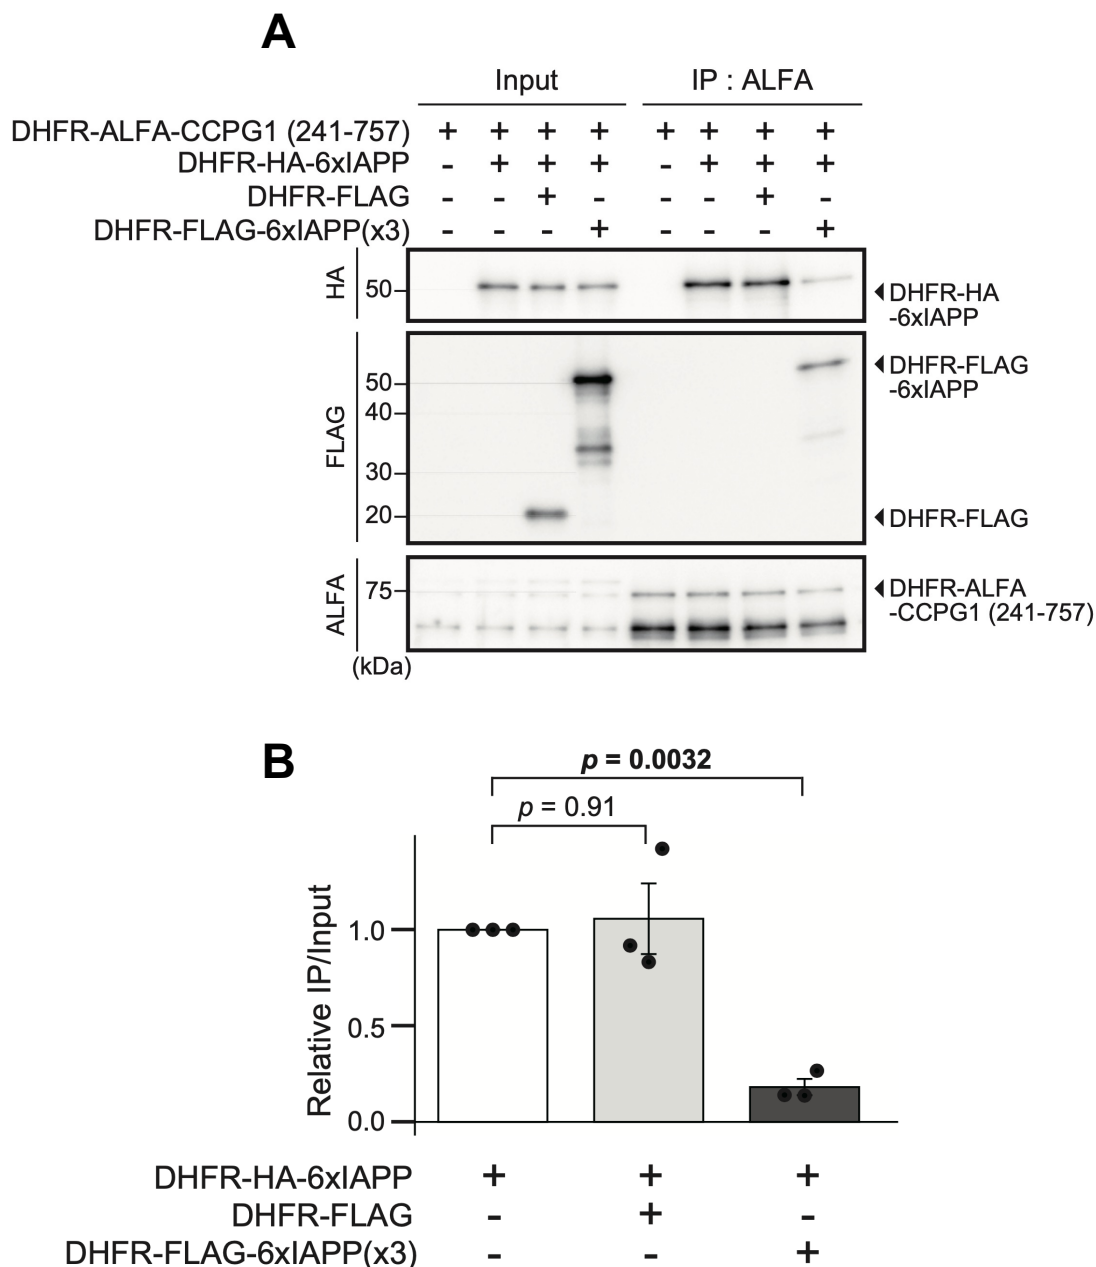 A
Input IP : ALFA
DHFR-ALFA-CCPG1 (241-757) + + + + + + + +
DHFR-HA-6xIAPP - + + + - + + +
DHFR-FLAG - - + - - - + -
DHFR-FLAG-6xIAPP(x3) - - - + - - - +
HA
50
DHFR-HA
-6xIAPP
FLAG
50
40
30
20
DHFR-FLAG
-6xIAPP
DHFR-FLAG
ALFA
75
DHFR-ALFA
-CCPG1 (241-757)
(kDa)
B
p = 0.0032
p = 0.91
Relative IP/Input
1.0
0.5
0.0
DHFR-HA-6xIAPP + + +
DHFR-FLAG - + -
DHFR-FLAG-6xIAPP(x3) - - +